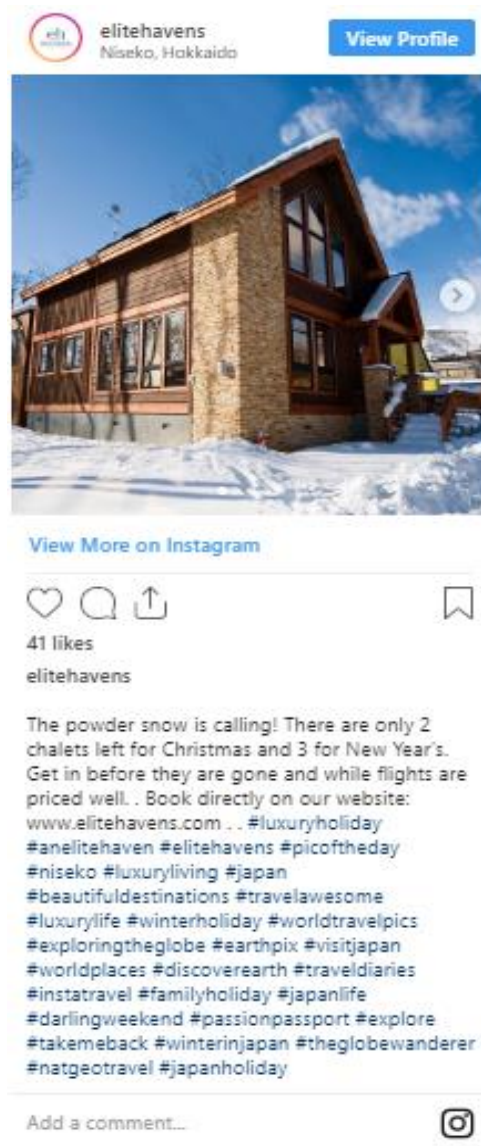 elitehavens
Niseko, Hokkaido
View Profile
View More on Instagram
41 likes
elitehavens
The powder snow is calling! There are only 2
chalets left for Christmas and 3 for New Year's.
Get in before they are gone and while flights are
priced well. . Book directly on our website:
www.elitehavens.com . . #luxuryholiday
#anelitehaven #elitehavens #picoftheday
#niseko #luxuryliving #japan
#beautifuldestinations #travelawesome
#luxurylife #winterholiday #worldtravelpics
#exploringtheglobe #earthpix #visitjapan
#worldplaces #discoverearth #traveldiaries
#instatravel #familyholiday #japanlife
#darlingweekend #passionpassport #explore
#takemeback #winterinjapan #theglobewanderer
#natgeotravel #japanholiday
Add a comment...